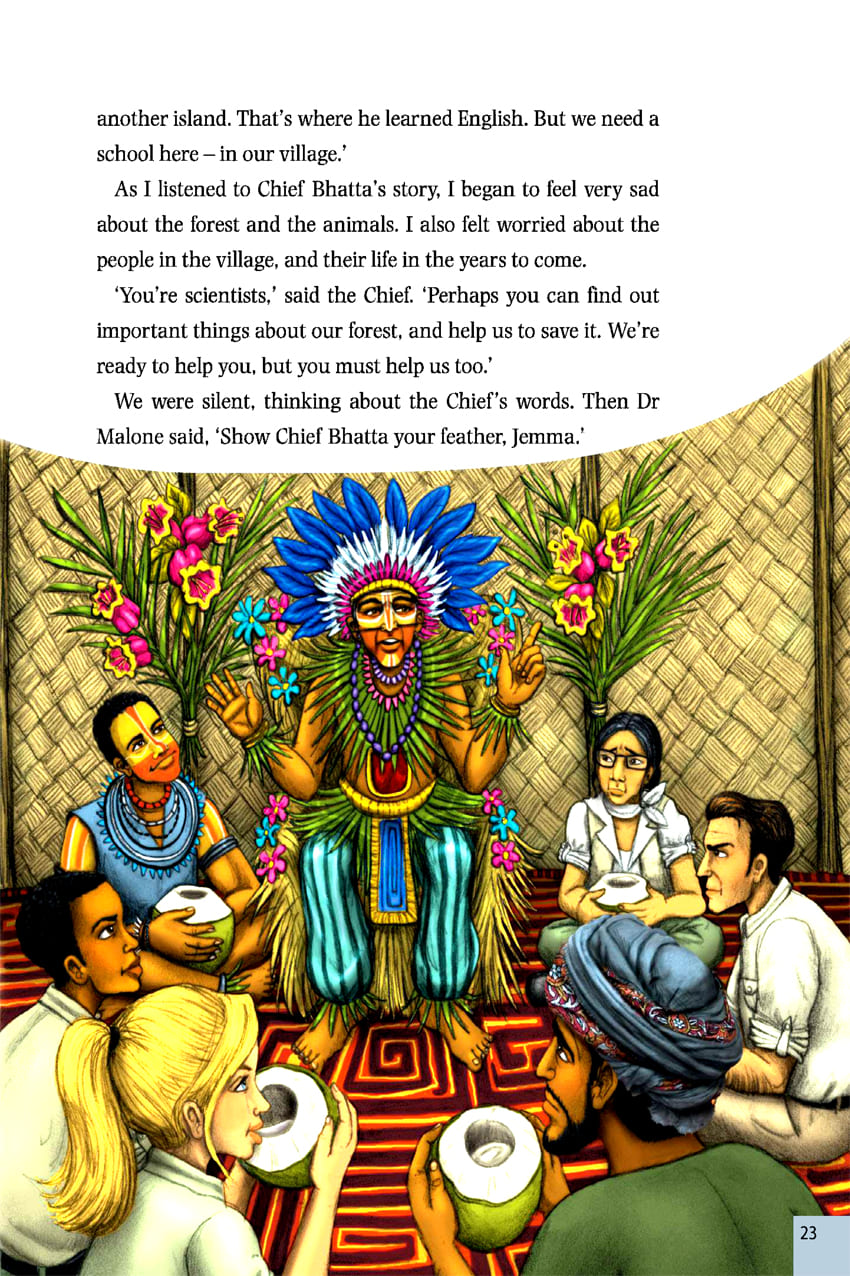 another island. That’s where he learned English. But we need a
school here – in our village.’
As I listened to Chief Bhatta’s story, I began to feel very sad
about the forest and the animals. I also felt worried about the
people in the village, and their life in the years to come.
‘You’re scientists,’ said the Chief. ‘Perhaps you can find out
important things about our forest, and help us to save it. We’re
ready to help you, but you must help us too.’
We were silent, thinking about the Chief’s words. Then Dr
Malone said, ‘Show Chief Bhatta your feather, Jemma.’
23